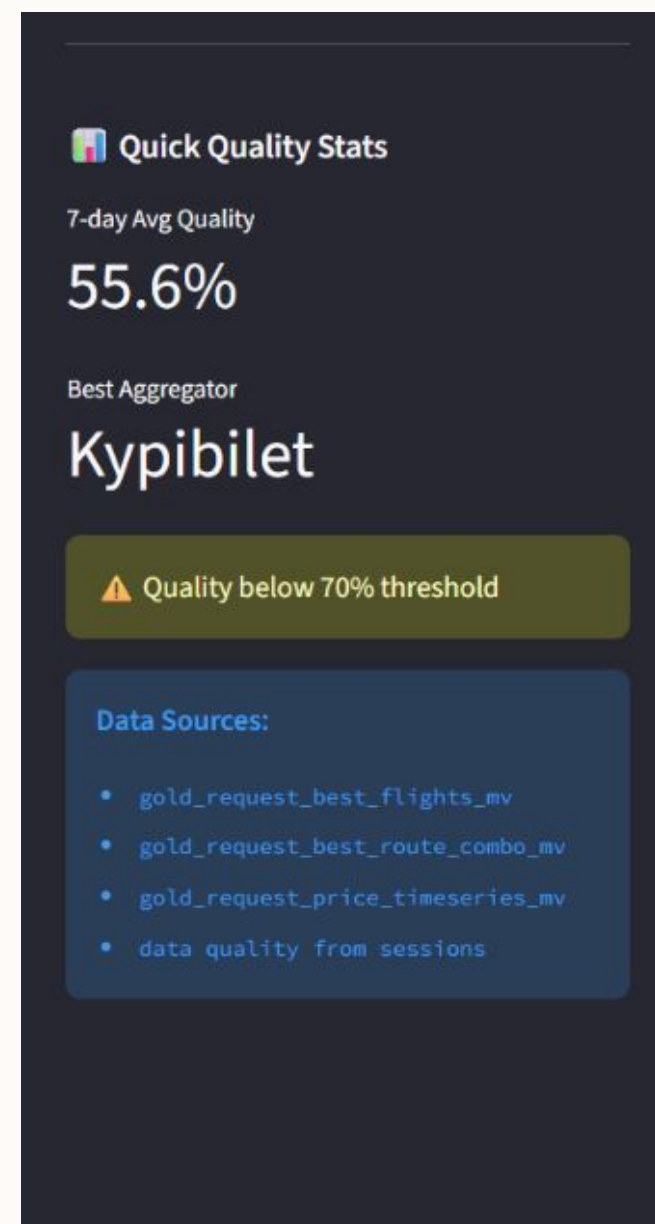 Quick Quality Stats
7-day Avg Quality
55.6%
Best Aggregator
Kypibilet
Quality below 70% threshold
Data Sources:
gold_request_best_flights_mv
gold_request_best_route_combo_mv
gold_request_price_timeseries_mv
data quality from sessions